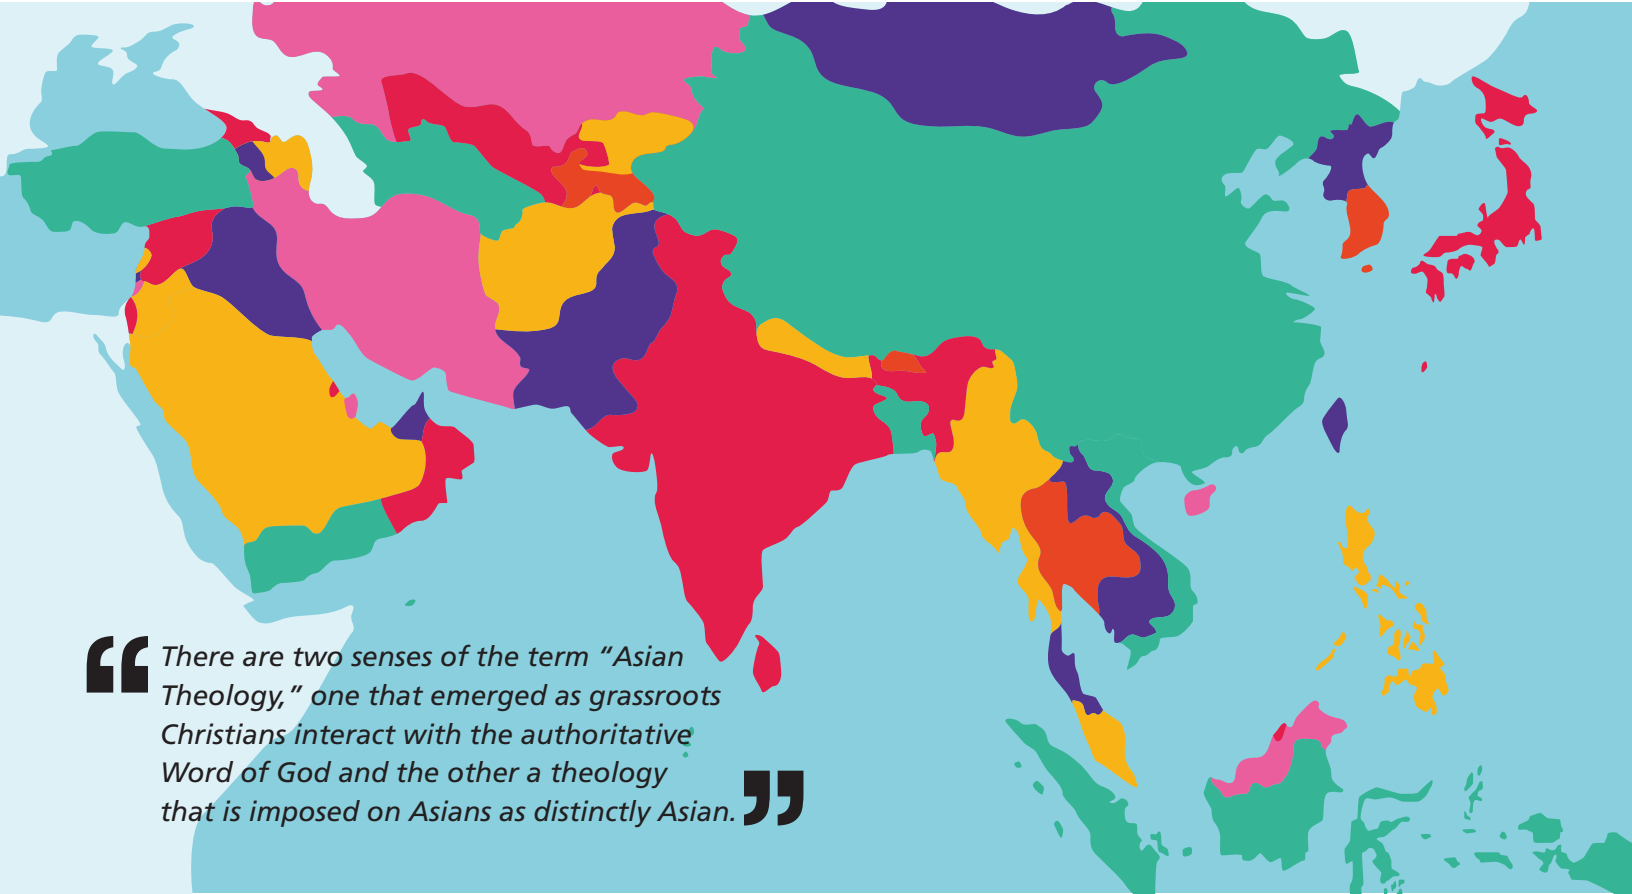 “There are two senses of the term “Asian
Theology,” one that emerged as grassroots
Christians interact with the authoritative
Word of God and the other a theology
that is imposed on Asians as distinctly Asian.”